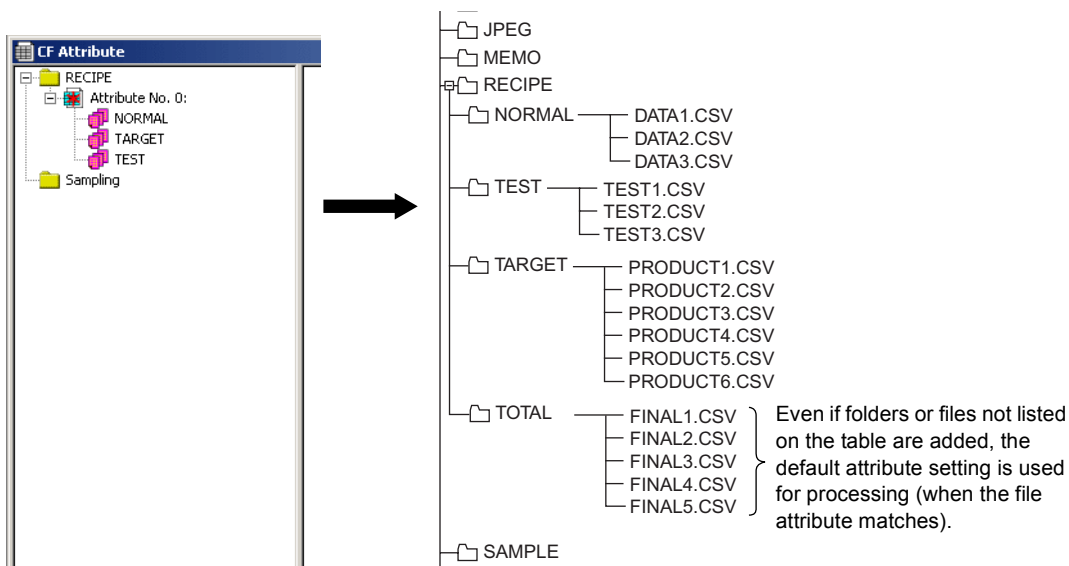 CF Attribute
RECIPE
Attribute No. 0:
NORMAL
TARGET
TEST
Sampling
JPEG
MEMO
RECIPE
NORMAL
DATA1.CSV
DATA2.CSV
DATA3.CSV
TEST
TEST1.CSV
TEST2.CSV
TEST3.CSV
TARGET
PRODUCT1.CSV
PRODUCT2.CSV
PRODUCT3.CSV
PRODUCT4.CSV
PRODUCT5.CSV
PRODUCT6.CSV
TOTAL
FINAL1.CSV
FINAL2.CSV
FINAL3.CSV
FINAL4.CSV
FINAL5.CSV
Even if folders or files not listed
on the table are added, the
default attribute setting is used
for processing (when the file
attribute matches).
SAMPLE